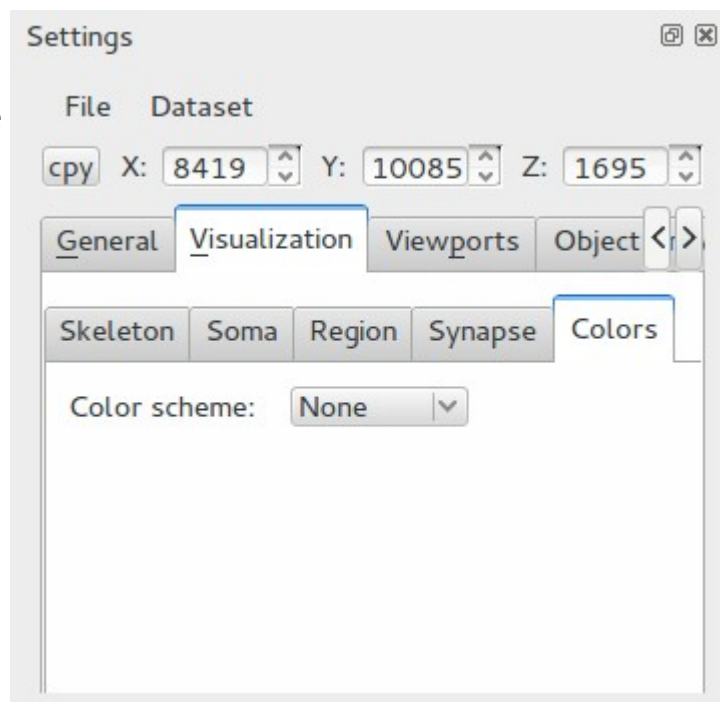 Settings
File Dataset
cpy X: 8419 Y: 10085 Z: 1695
General Visualization Viewports Object
Skeleton Soma Region Synapse Colors
Color scheme: None